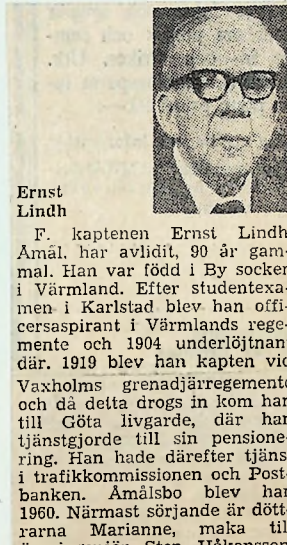 Ernst
Lindh
F. kaptenen Ernst Lindh
Åmål, har avlidit, 90 år gam-
mal. Han var född i By socken
i Värmland. Efter studentexa-
men i Karlstad blev han offi-
cersaspirant i Värmlands rege-
mente och 1904 underlöjtnan
där. 1919 blev han kapten vid
Vaxholms grenadjärregemente
och då detta drogs in kom han
till Göta livgarde, där han
tjänstgjorde till sin pensione-
ring. Han hade därefter tjäns
i trafikkommissionen och Post-
banken. Åmålsbo blev han
1960. Närmast sörjande är dött-
rarna Marianne, maka till
Sten Håkansson